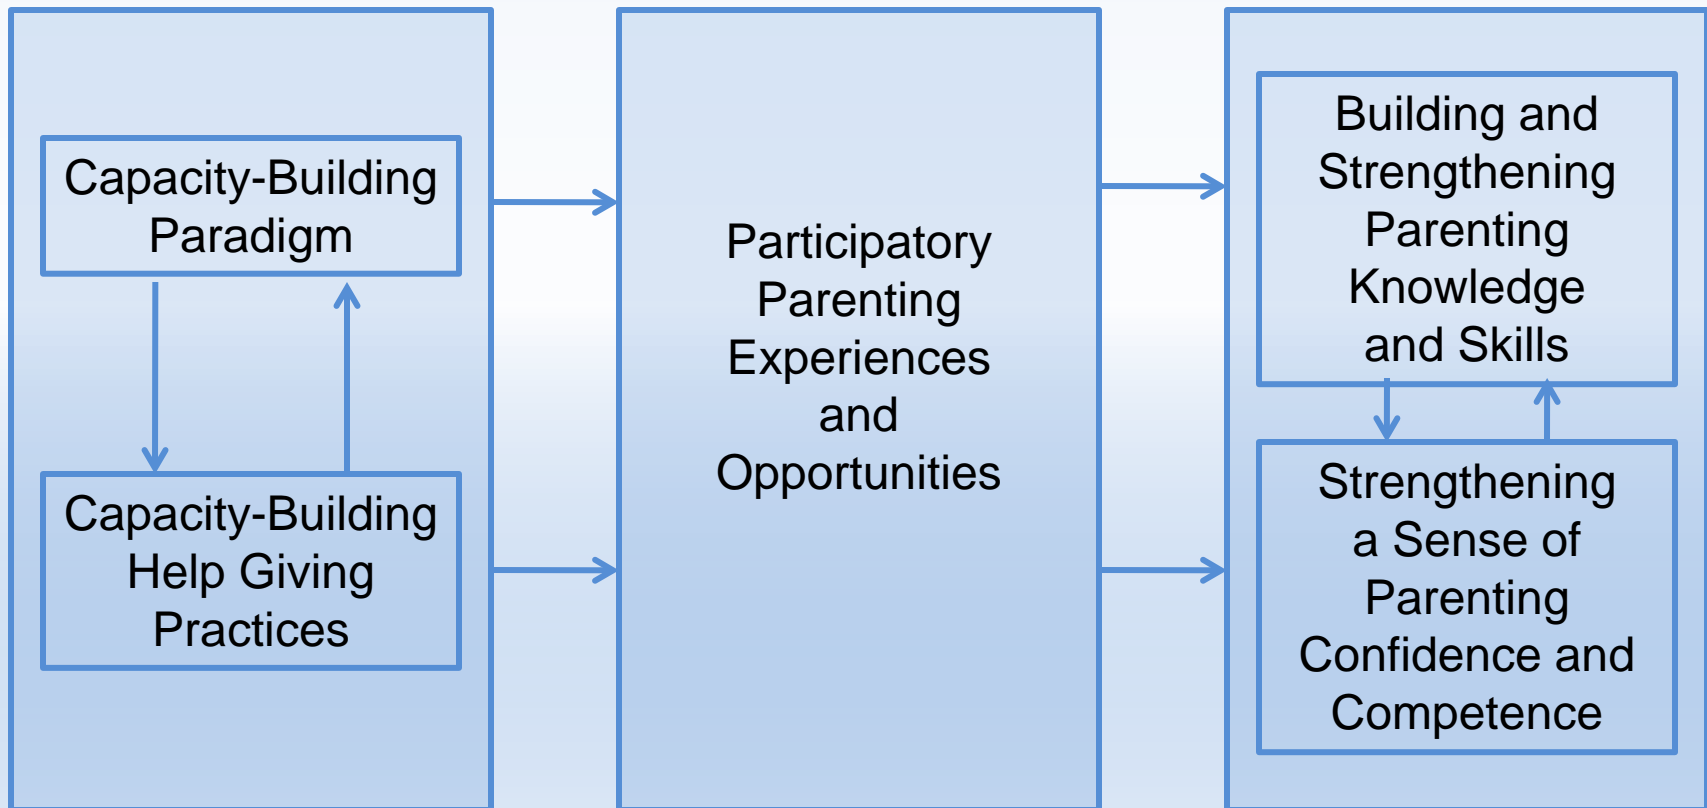 Capacity-Building
Paradigm
Capacity-Building
Help Giving
Practices
Participatory
Parenting
Experiences
and
Opportunities
Building and
Strengthening
Parenting
Knowledge
and Skills
Strengthening
a Sense of
Parenting
Confidence and
Competence